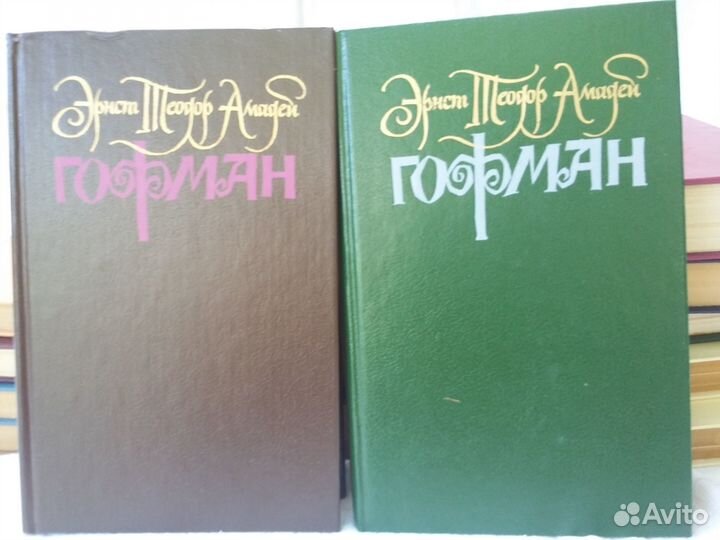 Эрнст Теодор Амадей
ГОФМАН
Эрнст Теодор Амадей
ГОФМАН
Avito